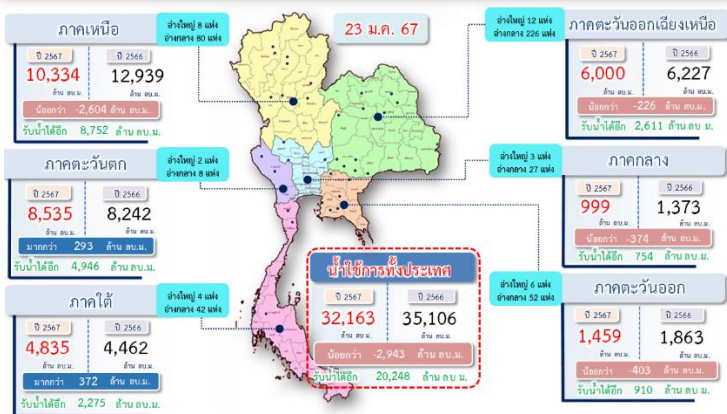 23 ม.ค. 67
ภาคเหนือ
ปี 2567 ปี 2566
10,334 12,939
ล้าน ลบ.ม. ล้าน ลบ.ม.
น้อยกว่า -2,604 ล้าน ลบ.ม.
รับน้ำได้อีก 8,752 ล้าน ลบ.ม.
อ่างใหญ่ 8 แห่ง
อ่างกลาง 80 แห่ง
อ่างใหญ่ 12 แห่ง
อ่างกลาง 226 แห่ง
ภาคตะวันออกเฉียงเหนือ
ปี 2567 ปี 2566
6,000 6,227
ล้าน ลบ.ม. ล้าน ลบ.ม.
น้อยกว่า -226 ล้าน ลบ.ม.
รับน้ำได้อีก 2,611 ล้าน ลบ.ม.
ภาคตะวันตก
ปี 2567 ปี 2566
8,535 8,242
ล้าน ลบ.ม. ล้าน ลบ.ม.
มากกว่า 293 ล้าน ลบ.ม.
รับน้ำได้อีก 4,946 ล้าน ลบ.ม.
อ่างใหญ่ 2 แห่ง
อ่างกลาง 8 แห่ง
อ่างใหญ่ 3 แห่ง
อ่างกลาง 27 แห่ง
ภาคกลาง
ปี 2567 ปี 2566
999 1,373
ล้าน ลบ.ม. ล้าน ลบ.ม.
น้อยกว่า -374 ล้าน ลบ.ม.
รับน้ำได้อีก 754 ล้าน ลบ.ม.
ภาคใต้
ปี 2567 ปี 2566
4,835 4,462
ล้าน ลบ.ม. ล้าน ลบ.ม.
มากกว่า 372 ล้าน ลบ.ม.
รับน้ำได้อีก 2,275 ล้าน ลบ.ม.
อ่างใหญ่ 4 แห่ง
อ่างกลาง 42 แห่ง
น้ำใช้การทั้งประเทศ
ปี 2567 ปี 2566
32,163 35,106
ล้าน ลบ.ม. ล้าน ลบ.ม.
น้อยกว่า -2,943 ล้าน ลบ.ม.
รับน้ำได้อีก 20,248 ล้าน ลบ.ม.
อ่างใหญ่ 6 แห่ง
อ่างกลาง 52 แห่ง
ภาคตะวันออก
ปี 2567 ปี 2566
1,459 1,863
ล้าน ลบ.ม. ล้าน ลบ.ม.
น้อยกว่า -403 ล้าน ลบ.ม.
รับน้ำได้อีก 910 ล้าน ลบ.ม.